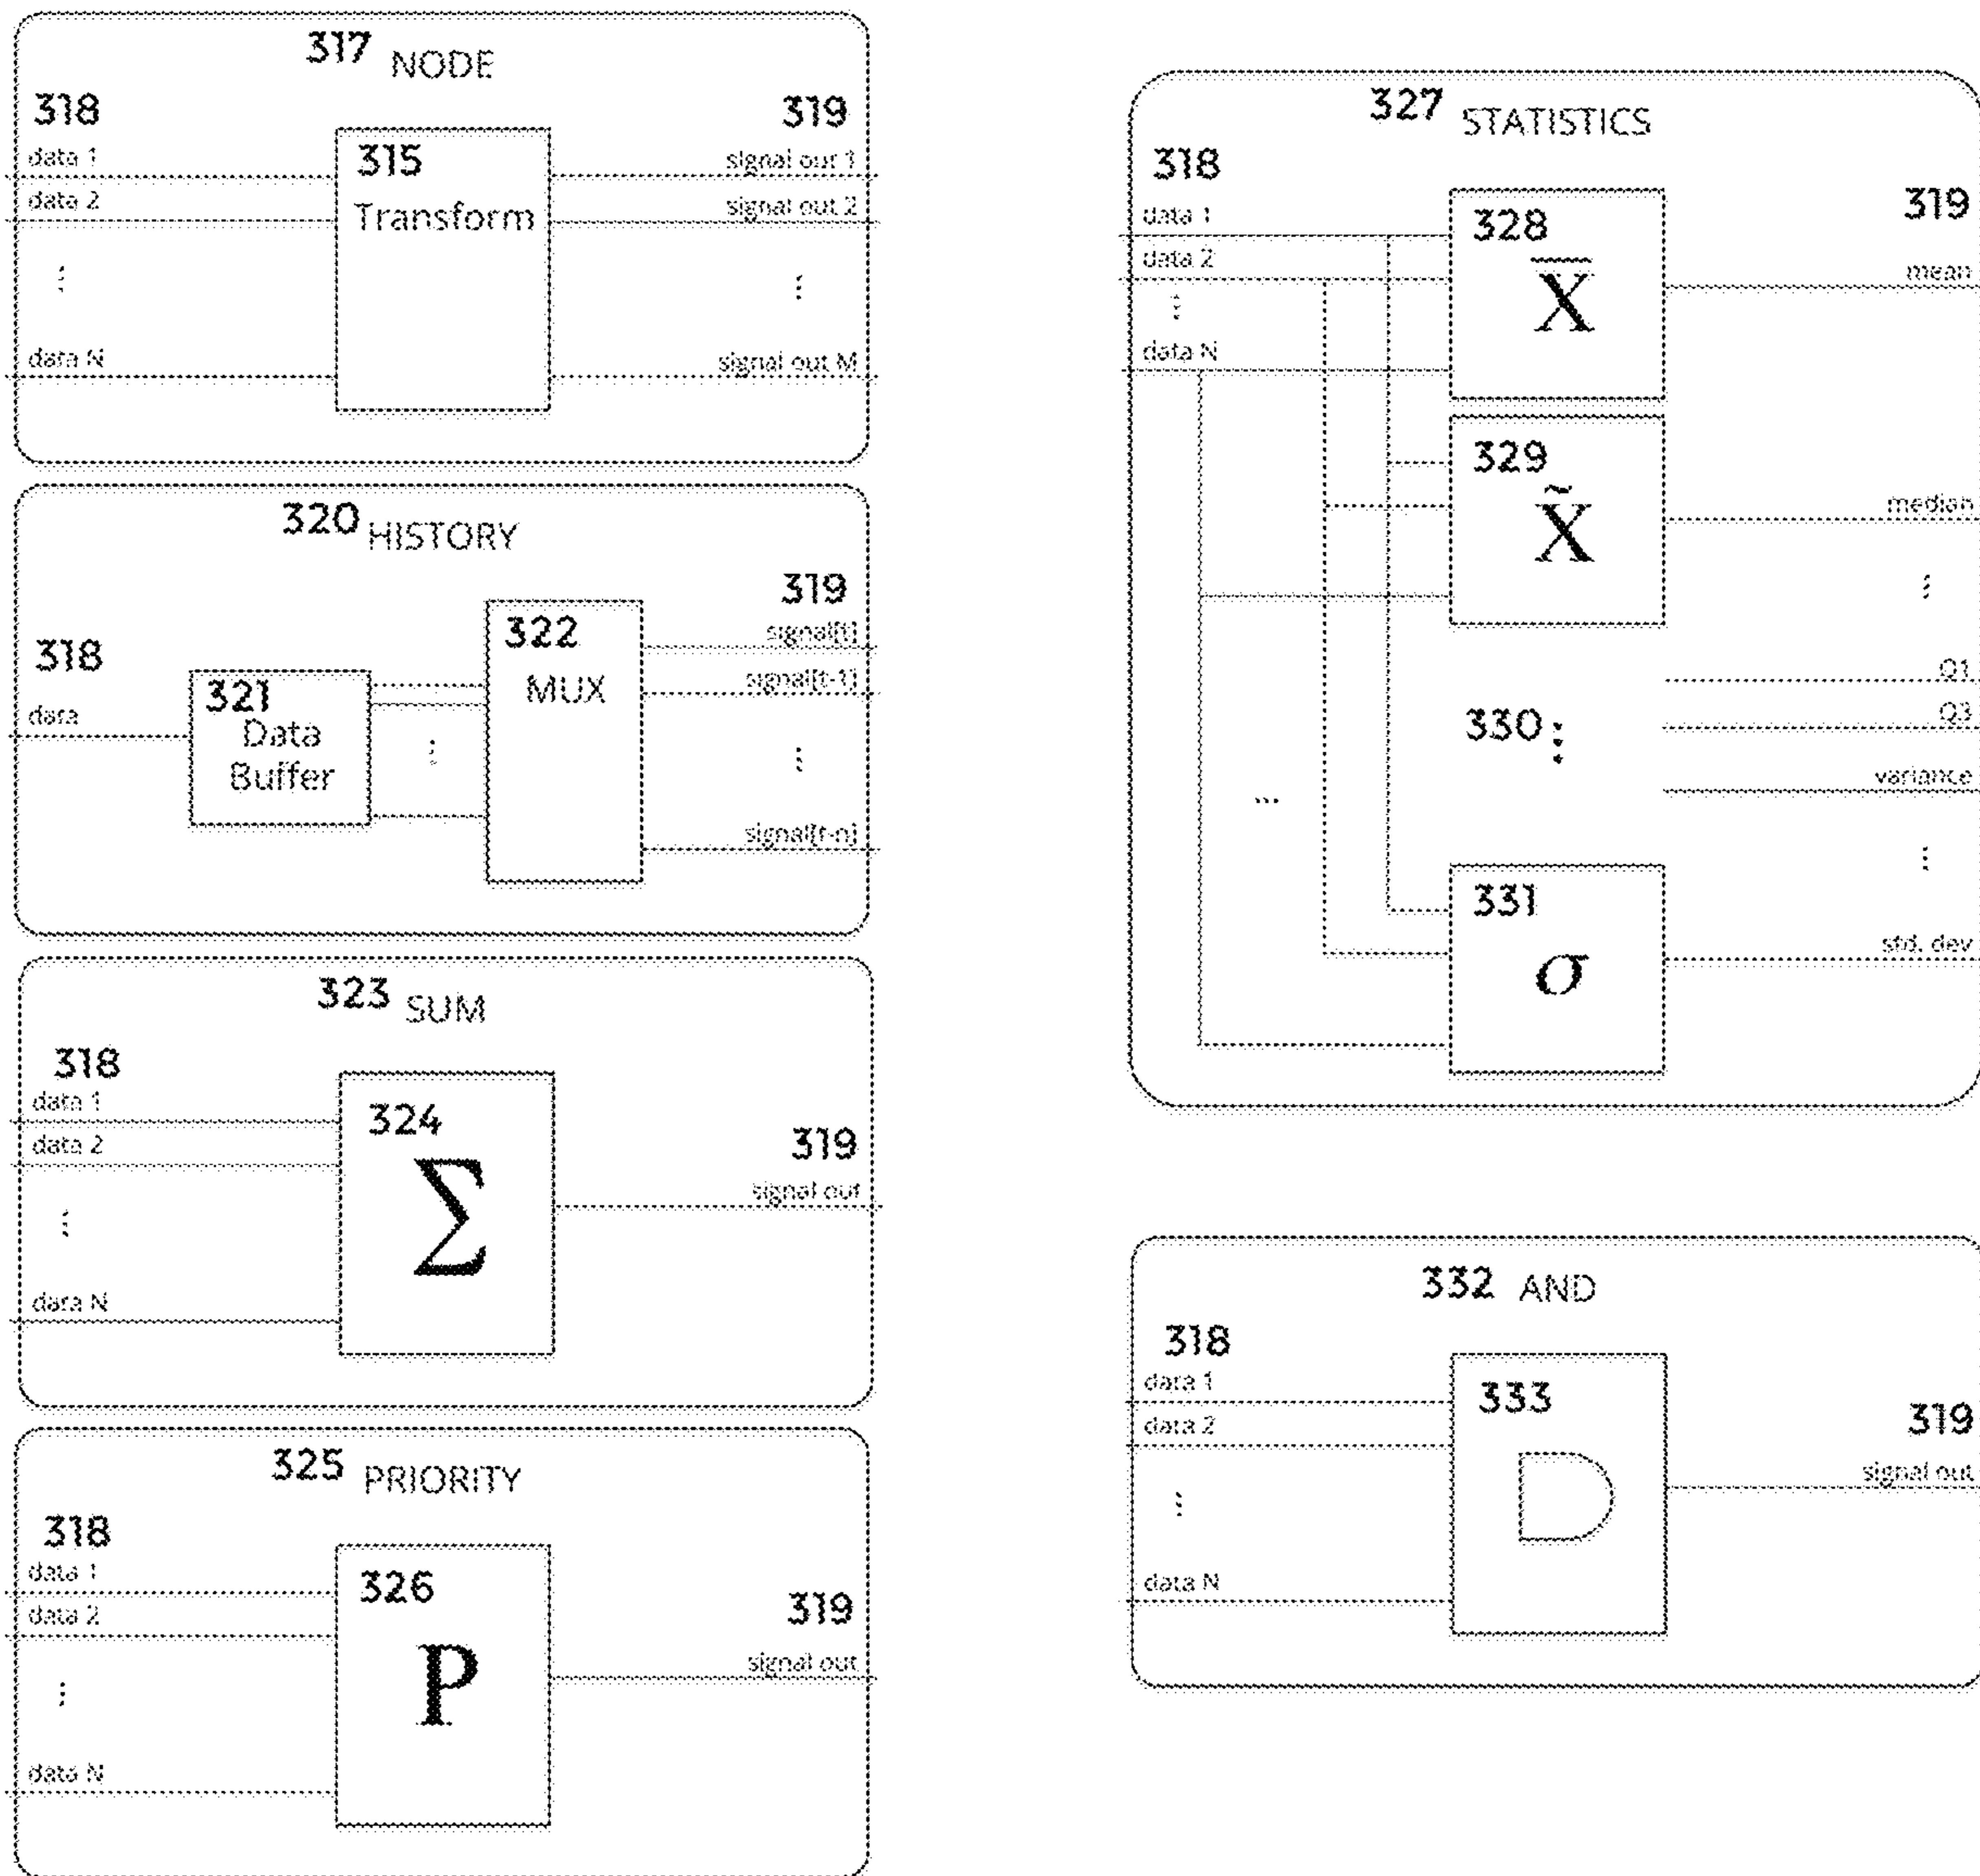 317 NODE
318
319
data 1
315
signal out 1
data 2
Transform
signal out 2
⋮
⋮
data N
signal out M
320 HISTORY
319
318
322
signal[t]
321
MUX
signal[t-1]
data
Data
Buffer
⋮
⋮
signal[t-n]
323 SUM
318
data 1
324
data 2
319
Σ
signal out
⋮
data N
325 PRIORITY
318
data 1
326
data 2
319
P
signal out
⋮
data N
327 STATISTICS
318
319
data 1
328
data 2
X̅
mean
⋮
data N
329
X̃
median
⋮
Q1
330 ⋮
Q3
variance
...
⋮
331
σ
std. dev
332 AND
318
data 1
333
319
data 2
signal out
⋮
data N